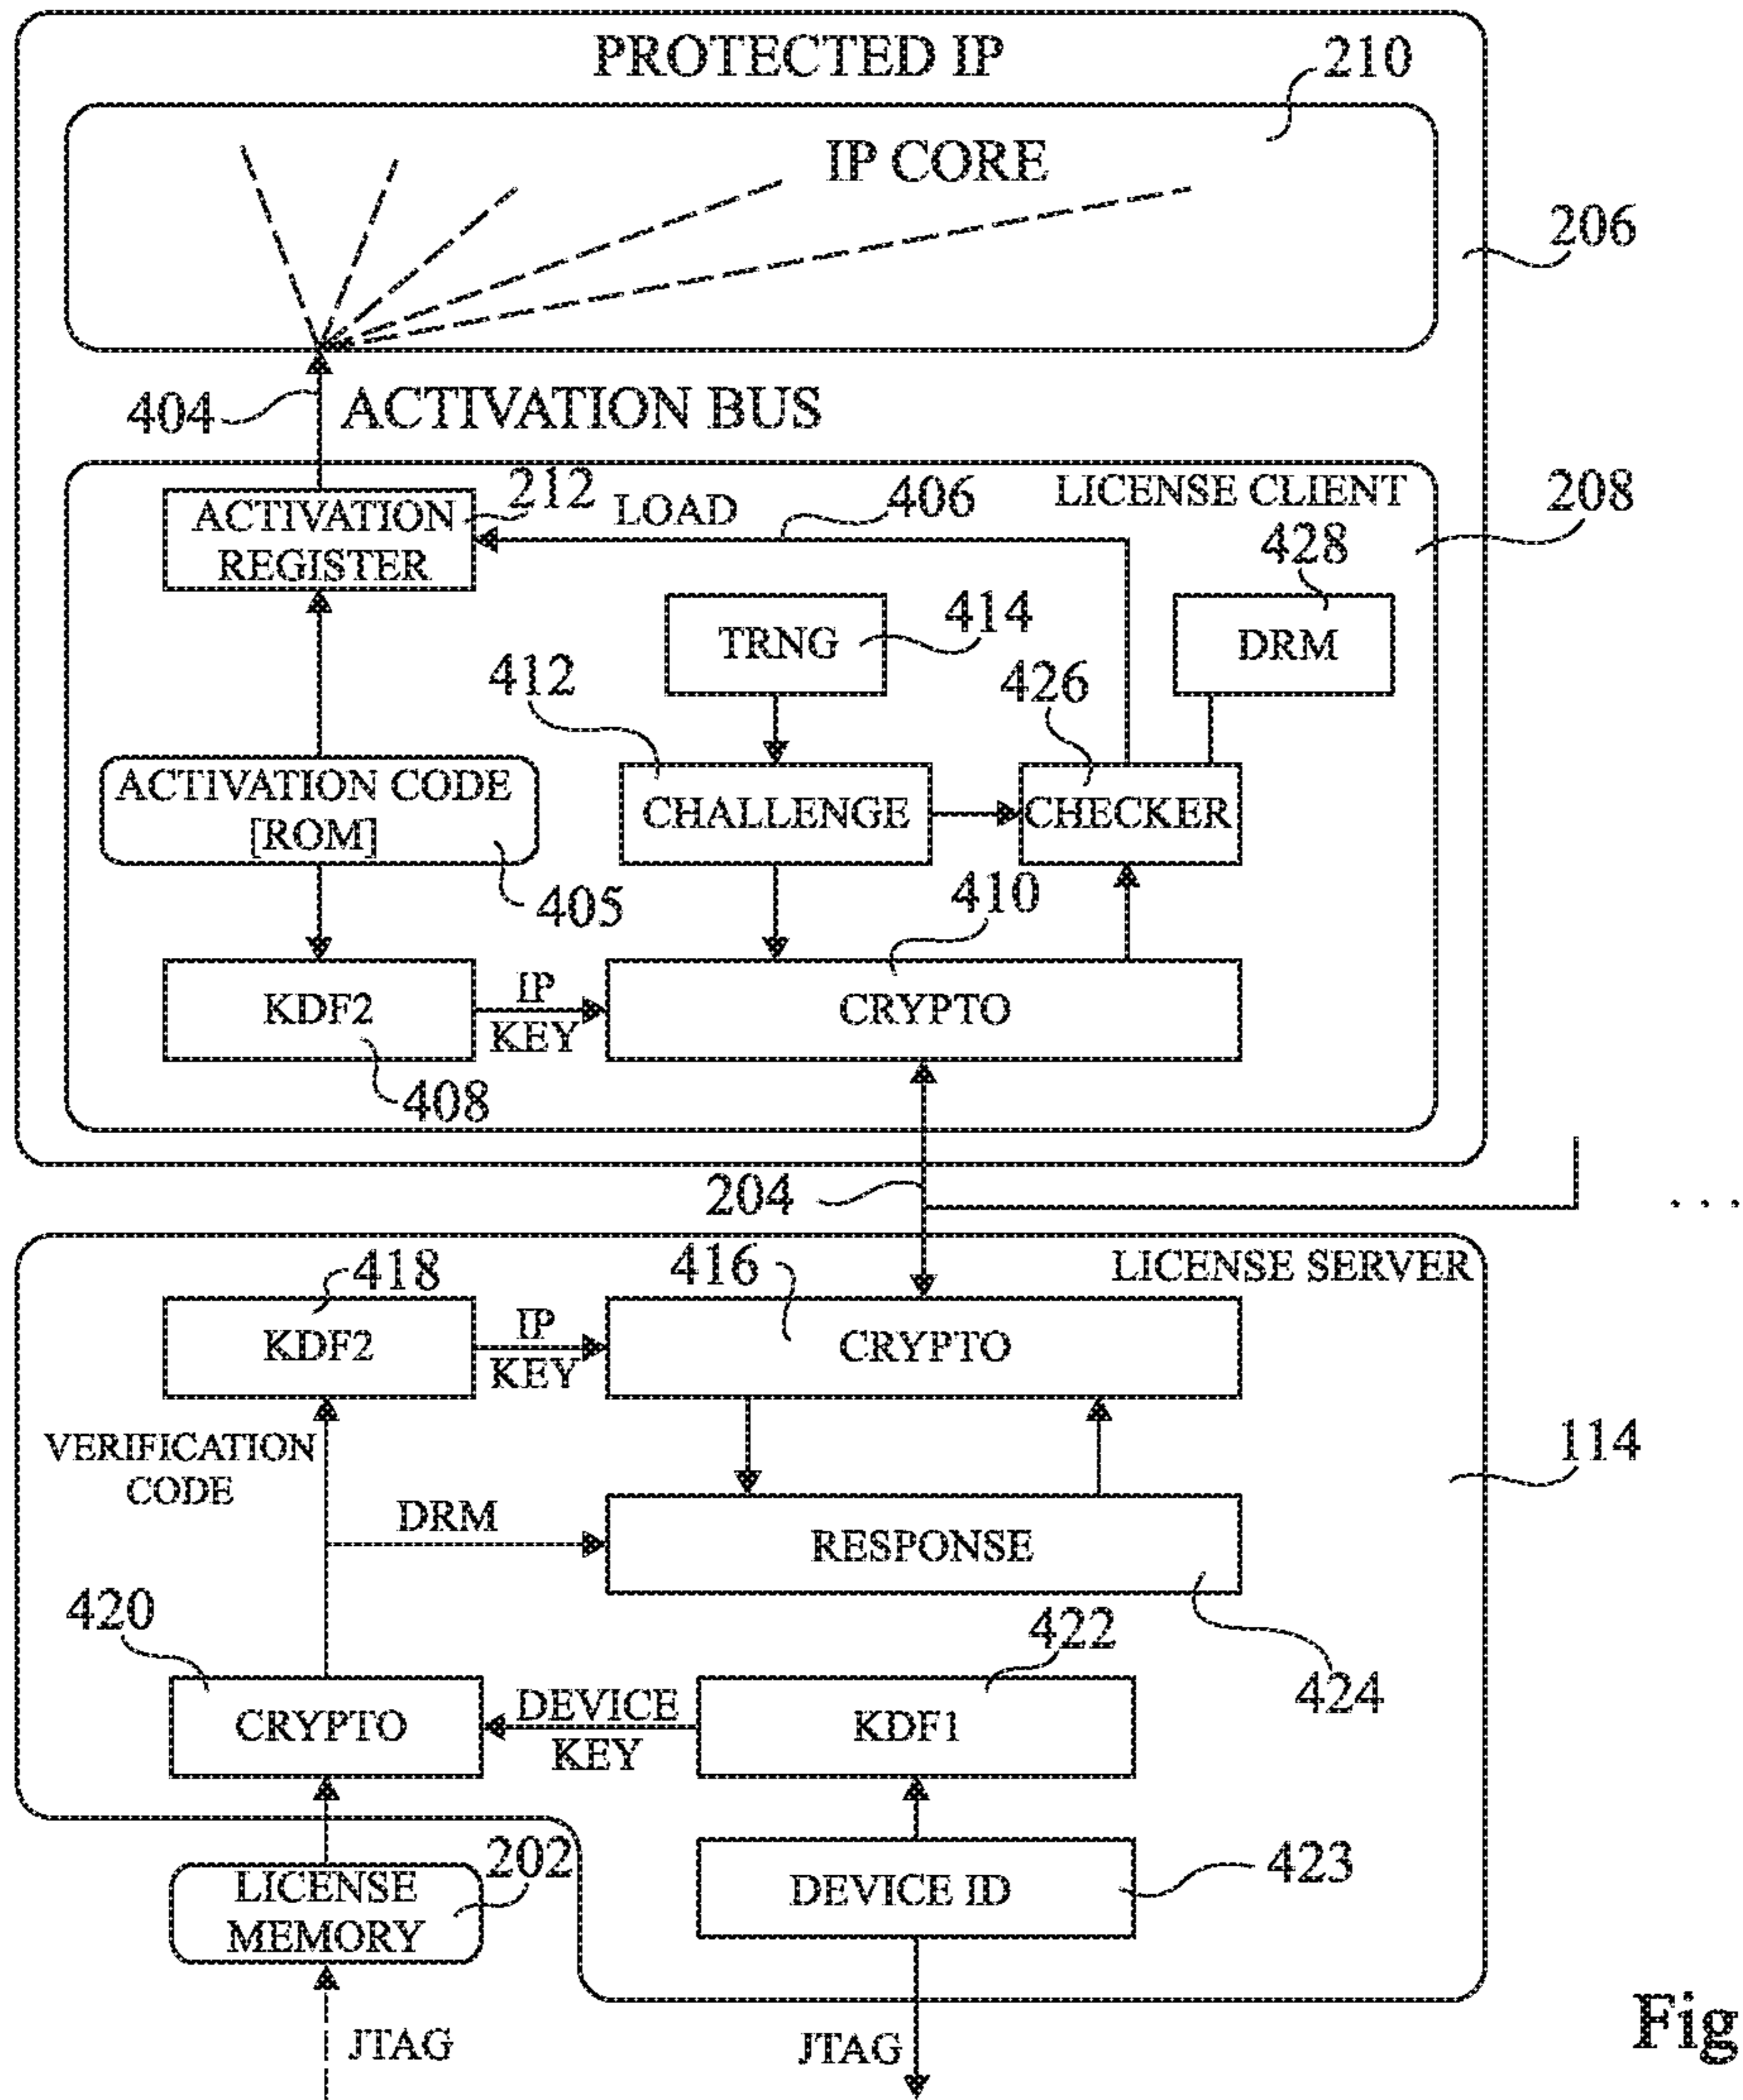 PROTECTED IP
210
IP CORE
206
404
ACTIVATION BUS
212
LOAD
406
LICENSE CLIENT
208
ACTIVATION
REGISTER
428
TRNG
414
DRM
412
426
ACTIVATION CODE
[ROM]
CHALLENGE
CHECKER
405
410
KDF2
IP
KEY
CRYPTO
408
204
. . .
418
416
LICENSE SERVER
KDF2
IP
KEY
CRYPTO
VERIFICATION
CODE
114
DRM
RESPONSE
420
422
424
CRYPTO
DEVICE
KEY
KDF1
202
LICENSE
MEMORY
DEVICE ID
423
JTAG
JTAG
Fig